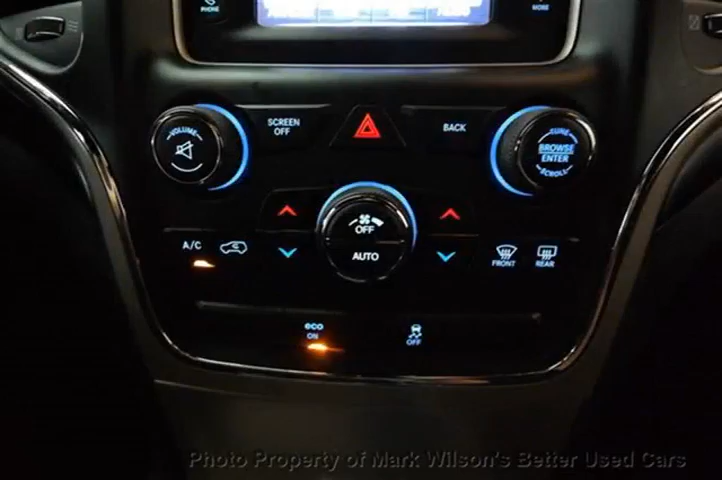 PHONE
MORE
VOLUME
SCREEN
OFF
BACK
TUNE
BROWSE
ENTER
SCROLL
OFF
AUTO
A/C
FRONT
REAR
eco
ON
OFF
Photo Property of Mark Wilson's Better Used Cars